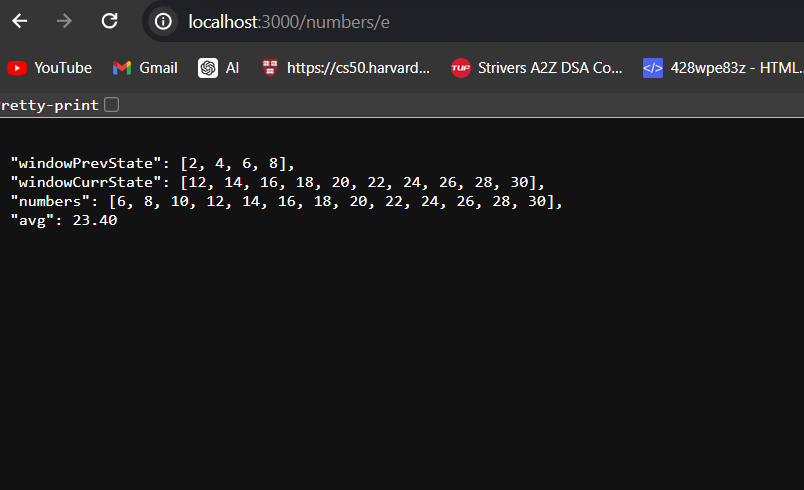 localhost:3000/numbers/e
YouTube Gmail AI https://cs50.harvard... TUF Strivers A2Z DSA Co... </> 428wpe83z - HTML...
retty-print
"windowPrevState": [2, 4, 6, 8],
"windowCurrState": [12, 14, 16, 18, 20, 22, 24, 26, 28, 30],
"numbers": [6, 8, 10, 12, 14, 16, 18, 20, 22, 24, 26, 28, 30],
"avg": 23.40